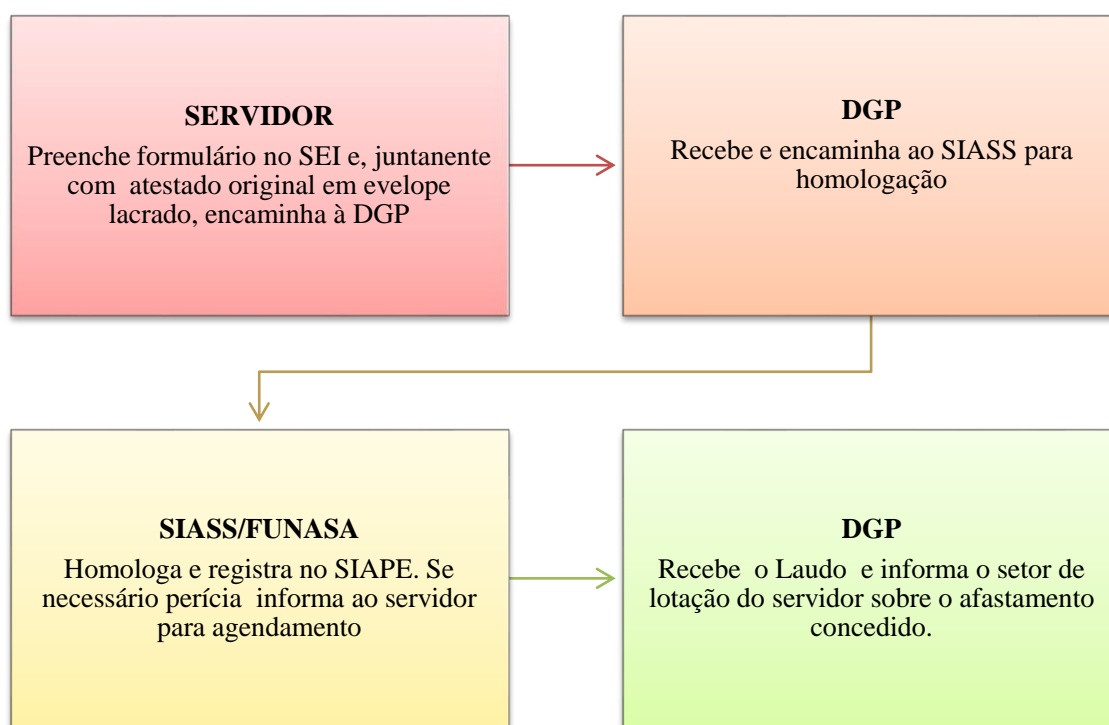 SERVIDOR
Preenche formulário no SEI e, juntanente
com atestado original em evelope
lacrado, encaminha à DGP
DGP
Recebe e encaminha ao SIASS para
homologação
SIASS/FUNASA
Homologa e registra no SIAPE. Se
necessário perícia informa ao servidor
para agendamento
DGP
Recebe o Laudo e informa o setor de
lotação do servidor sobre o afastamento
concedido.